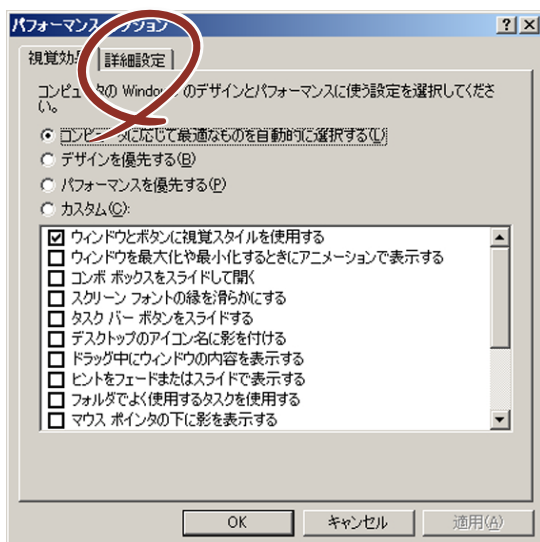 パフォーマンス オプション
視覚効果
詳細設定
コンピュータの Windows のデザインとパフォーマンスに使う設定を選択してくださ
い。
コンピュータに応じて最適なものを自動的に選択する(L)
デザインを優先する(B)
パフォーマンスを優先する(P)
カスタム(C):
ウィンドウとボタンに視覚スタイルを使用する
ウィンドウを最大化や最小化するときにアニメーションで表示する
コンボ ボックスをスライドして開く
スクリーン フォントの縁を滑らかにする
タスク バー ボタンをスライドする
デスクトップのアイコン名に影を付ける
ドラッグ中にウィンドウの内容を表示する
ヒントをフェードまたはスライドで表示する
フォルダでよく使用するタスクを使用する
マウス ポインタの下に影を表示する
OK
キャンセル
適用(A)